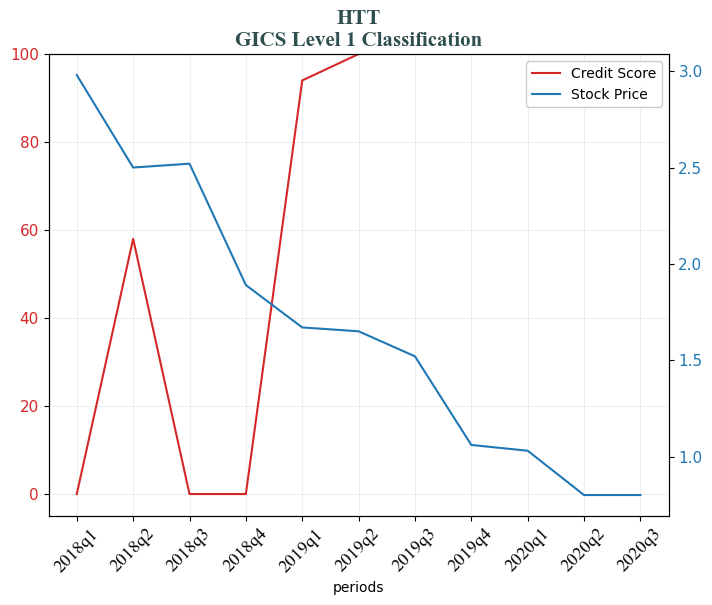 HTT
GICS Level 1 Classification
100
80
60
40
20
0
3.0
2.5
2.0
1.5
1.0
Credit Score
Stock Price
2018q1
2018q2
2018q3
2018q4
2019q1
2019q2
2019q3
2019q4
2020q1
2020q2
2020q3
periods